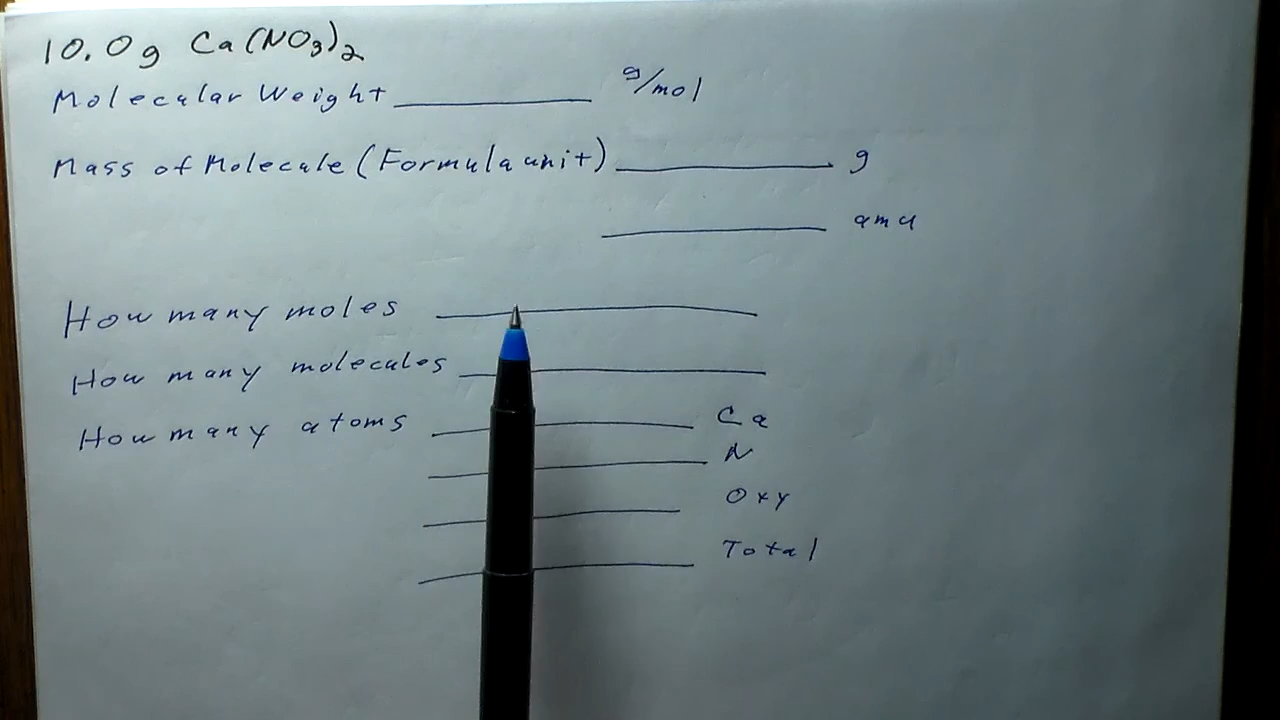 10.0g Ca(NO3)2
Molecular Weight g/mol
Mass of Molecule (Formula unit) g
amu
How many moles
How many molecules
How many atoms Ca
N
Oxy
Total